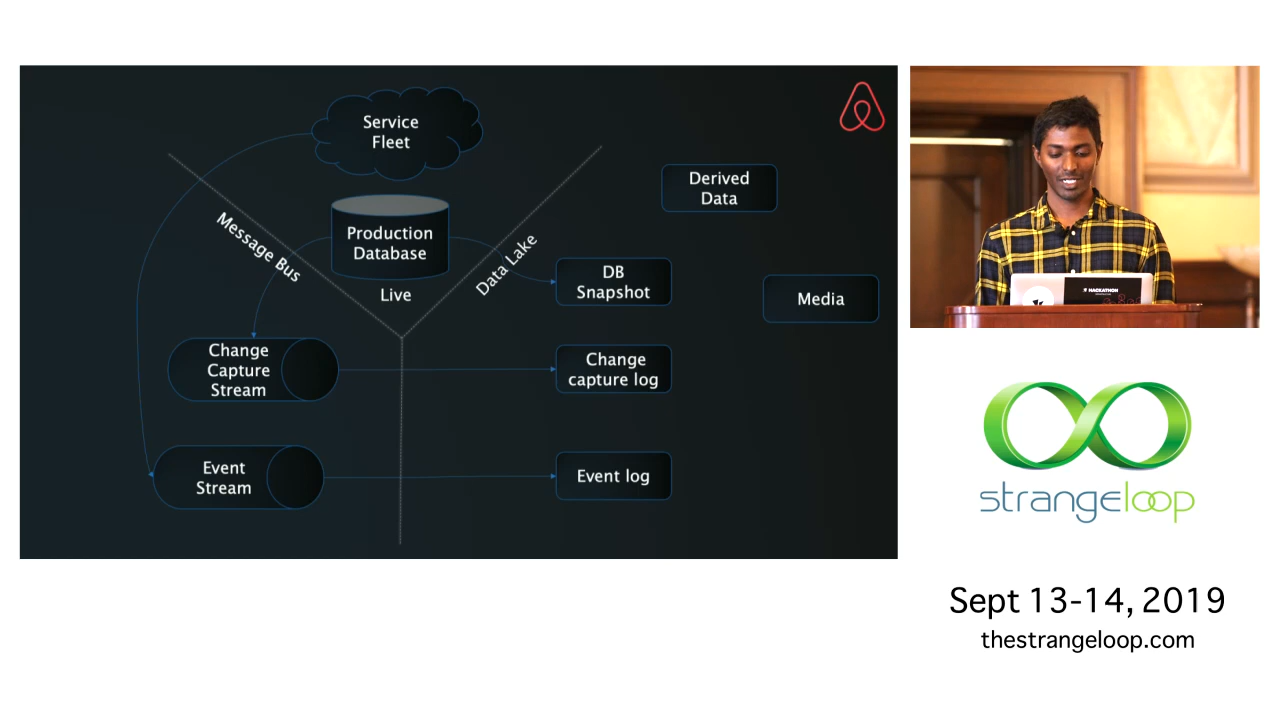 Service
Fleet
Message Bus
Production
Database
Live
Data Lake
Derived
Data
DB
Snapshot
Media
Change
Capture
Stream
Change
capture log
Event
Stream
Event log
HACKATHON
strangeloop
Sept 13-14, 2019
thestrangeloop.com